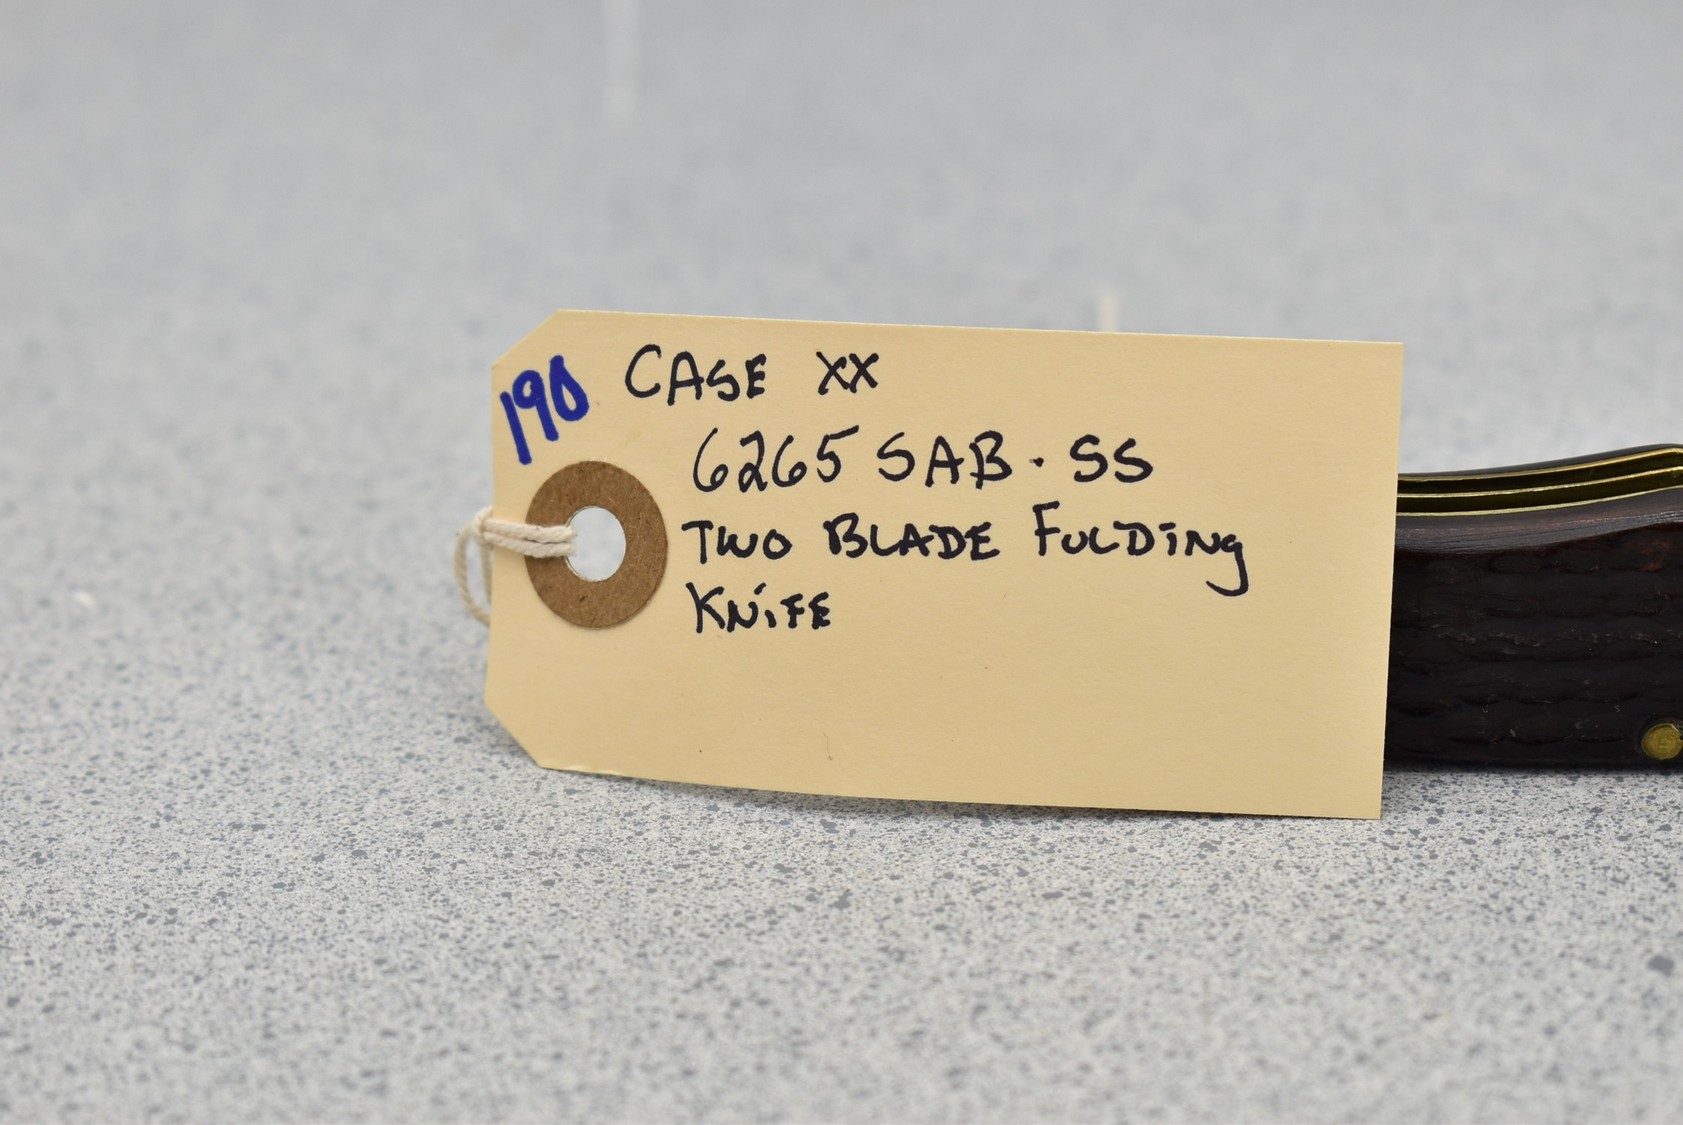 190
CASE XX
6265 SAB. SS
TWO BLADE FOLDING
KNIFE